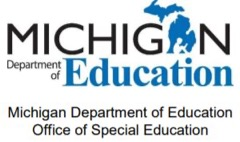 MICHIGAN
Department
of Education
Michigan Department of Education
Office of Special Education